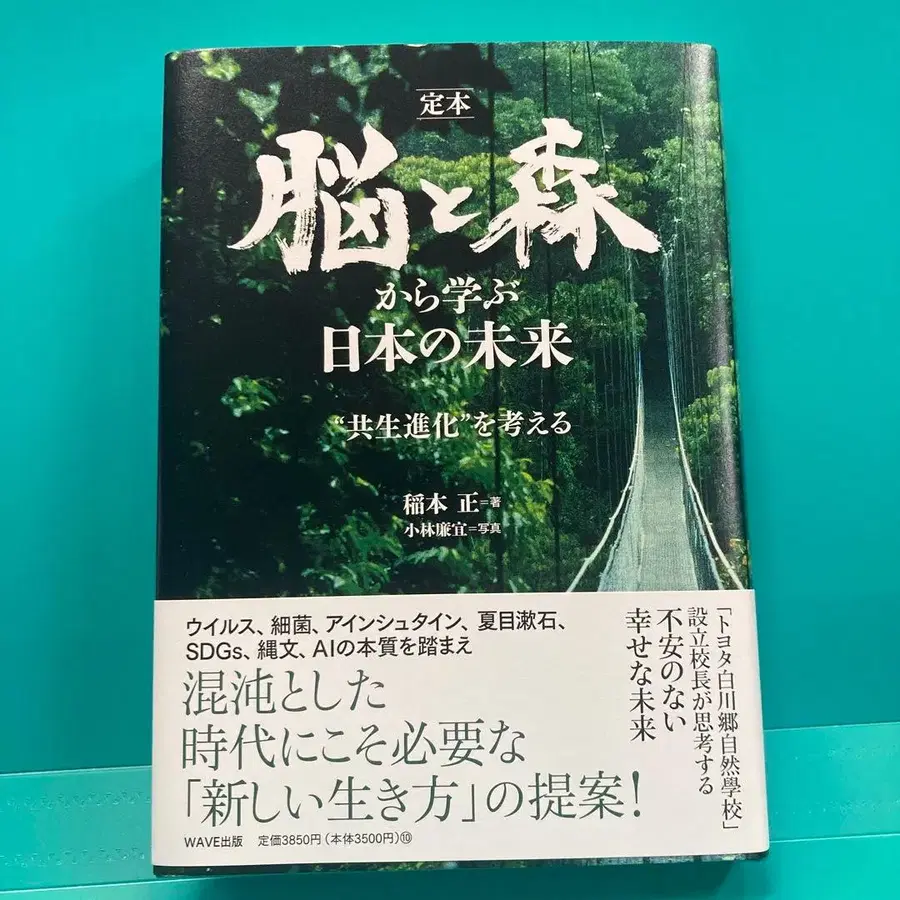 定本
脳と森
から学ぶ
日本の未来
“共生進化”を考える
稲本 正=著
小林廉宜=写真
ウイルス、細菌、アインシュタイン、夏目漱石、
SDGs、縄文、AIの本質を踏まえ
混沌とした
時代にこそ必要な
「新しい生き方」の提案!
「トヨタ白川郷自然學校」
設立校長が思考する
不安のない
幸せな未来
WAVE出版 定価3850円(本体3500円)⑩